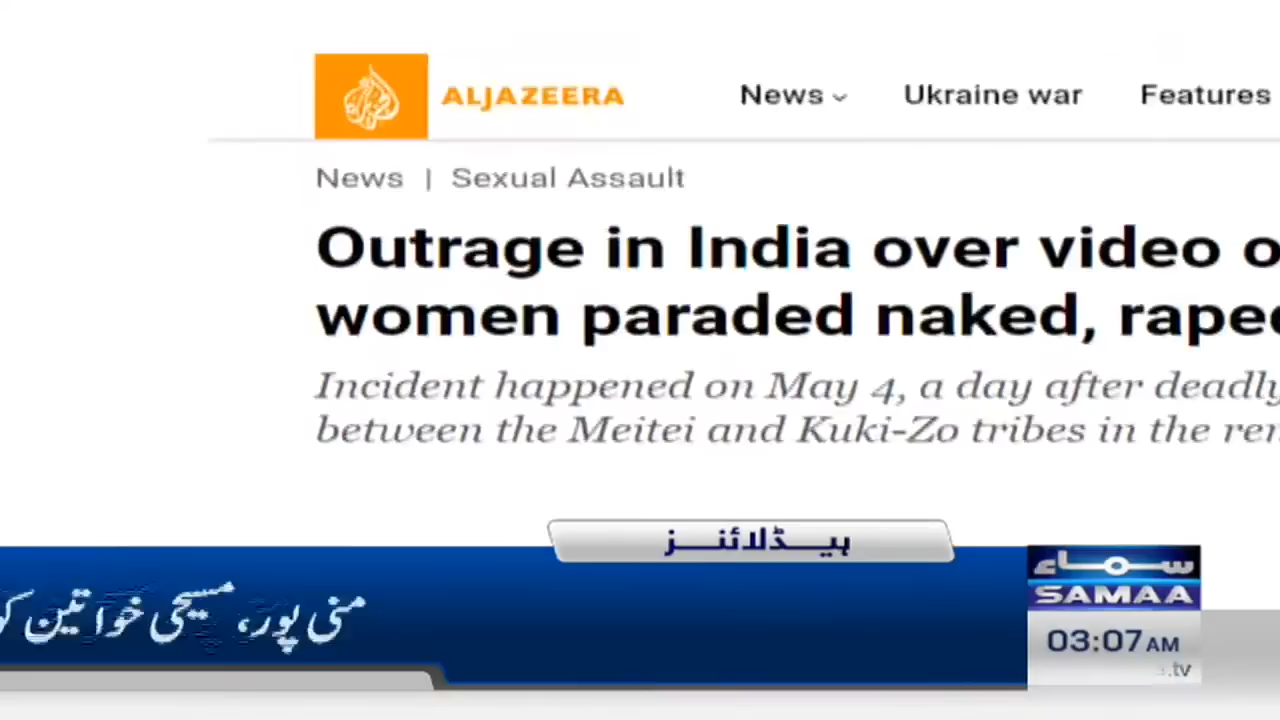 ALJAZEERA
News Ukraine war Features
News | Sexual Assault
Outrage in India over video
women paraded naked,
Incident happened on May 4, a day after deadly
between the Meitei and Kuki-Zo tribes in the
ہیڈلائنز
منی پور، مسیحی خواتین کو
سماء
SAMAA
03:07 AM
.tv